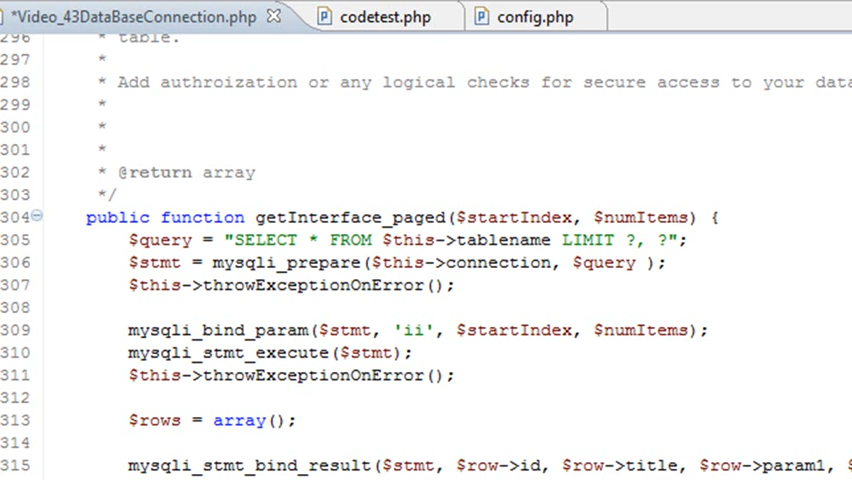 *Video_43DataBaseConnection.php codetest.php config.php
296 * table.
297 *
298 * Add authroization or any logical checks for secure access to your data
299 *
300 *
301 *
302 * @return array
303 */
304 public function getInterface_paged($startIndex, $numItems) {
305 $query = "SELECT * FROM $this->tablename LIMIT ?, ?";
306 $stmt = mysqli_prepare($this->connection, $query );
307 $this->throwExceptionOnError();
308
309 mysqli_bind_param($stmt, 'ii', $startIndex, $numItems);
310 mysqli_stmt_execute($stmt);
311 $this->throwExceptionOnError();
312
313 $rows = array();
314
315 mysqli_stmt_bind_result($stmt, $row->id, $row->title, $row->param1, $